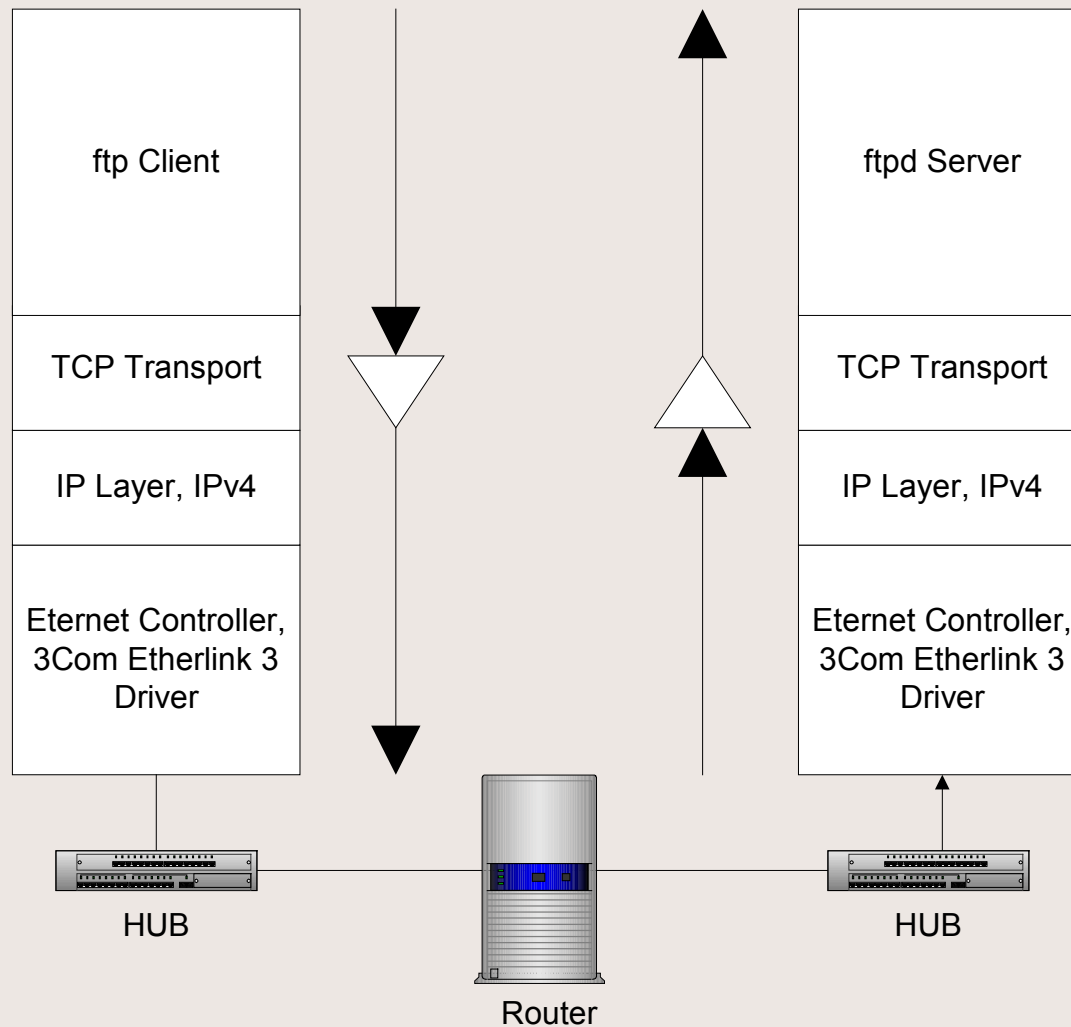 ftp Client
TCP Transport
IP Layer, IPv4
Eternet Controller,
3Com Etherlink 3
Driver
HUB
ftpd Server
TCP Transport
IP Layer, IPv4
Eternet Controller,
3Com Etherlink 3
Driver
HUB
Router